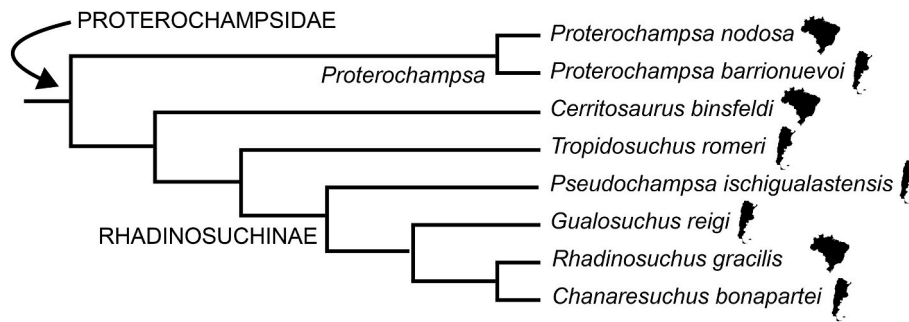 PROTEROCHAMPSIDAE
Proterochampsa nodosa
Proterochampsa
Proterochampsa barrionuevoi
Cerritosaurus binsfeldi
Tropidosuchus romeri
Pseudochampsa ischigualastensis
Gualosuchus reigi
RHADINOSUCHINAE
Rhadinosuchus gracilis
Chanaresuchus bonapartei